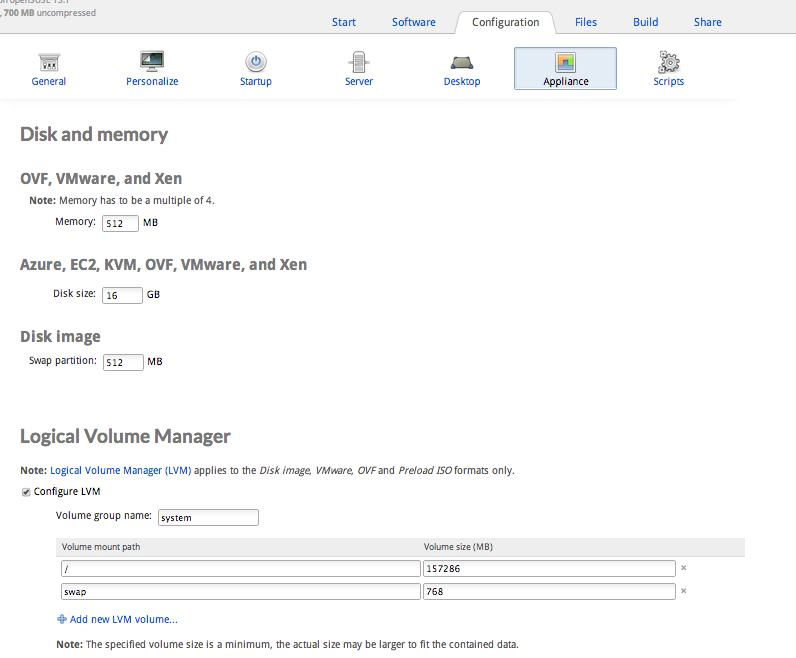 , 700 MB uncompressed
Start Software Configuration Files Build Share
General Personalize Startup Server Desktop Appliance Scripts
Disk and memory
OVF, VMware, and Xen
Note: Memory has to be a multiple of 4.
Memory: 512 MB
Azure, EC2, KVM, OVF, VMware, and Xen
Disk size: 16 GB
Disk image
Swap partition: 512 MB
Logical Volume Manager
Note: Logical Volume Manager (LVM) applies to the Disk image, VMware, OVF and Preload ISO formats only.
Configure LVM
Volume group name: system
Volume mount path Volume size (MB)
/ 157286 ×
swap 768 ×
Add new LVM volume...
Note: The specified volume size is a minimum, the actual size may be larger to fit the contained data.